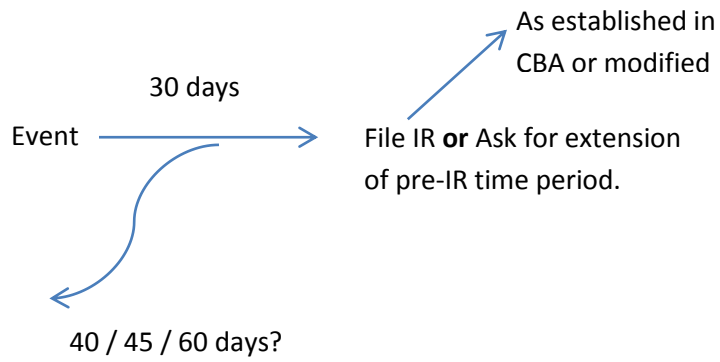 As established in
CBA or modified
30 days
Event
File IR or Ask for extension
of pre-IR time period.
40 / 45 / 60 days?